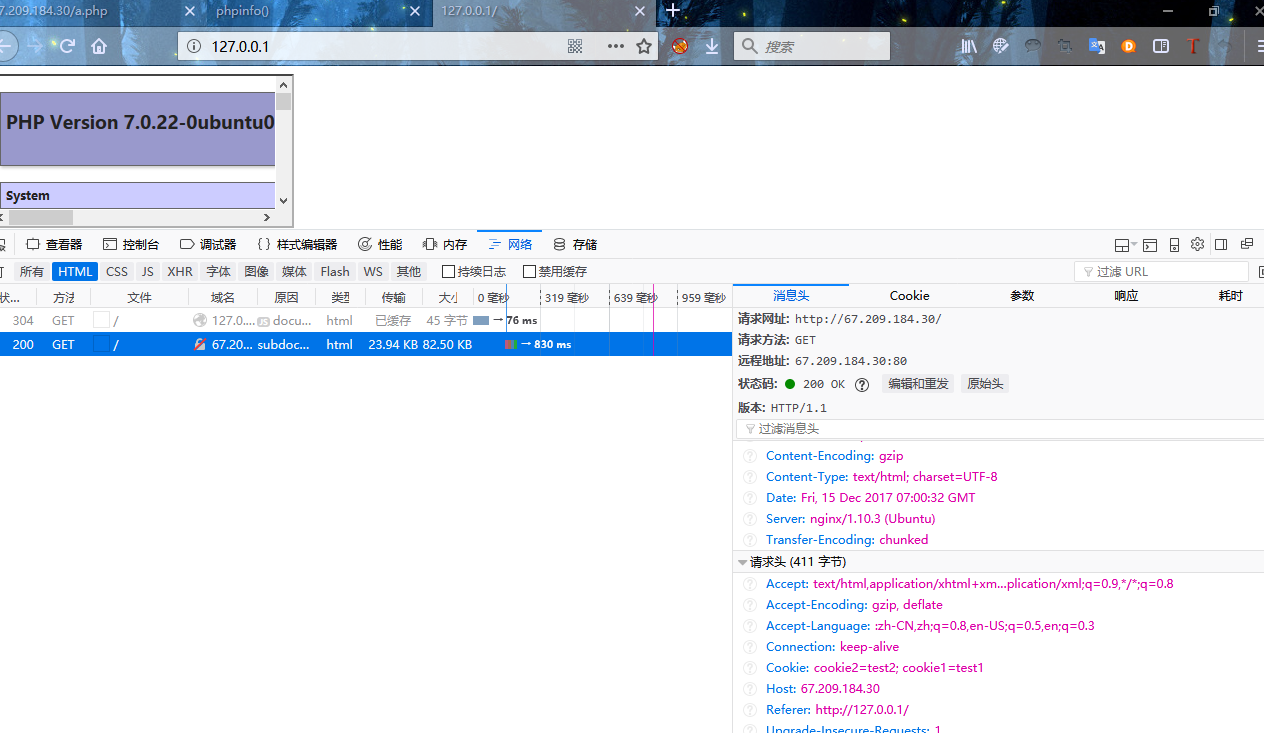 7.209.184.30/a.php
phpinfo()
127.0.0.1/
127.0.0.1
搜索
PHP Version 7.0.22-0ubuntu0
System
查看器 控制台 调试器 {} 样式编辑器 性能 内存 网络 存储
所有 HTML CSS JS XHR 字体 图像 媒体 Flash WS 其他 持续日志 禁用缓存 过滤 URL
状... 方法 文件 域名 原因 类型 传输 大小 0 毫秒 319 毫秒 639 毫秒 959 毫秒
304 GET / 127.0.... JS docu... html 已缓存 45 字节 → 76 ms
200 GET / 67.20... subdoc... html 23.94 KB 82.50 KB → 830 ms
消息头 Cookie 参数 响应 耗时
请求网址: http://67.209.184.30/
请求方法: GET
远程地址: 67.209.184.30:80
状态码: 200 OK 编辑和重发 原始头
版本: HTTP/1.1
过滤消息头
Content-Encoding: gzip
Content-Type: text/html; charset=UTF-8
Date: Fri, 15 Dec 2017 07:00:32 GMT
Server: nginx/1.10.3 (Ubuntu)
Transfer-Encoding: chunked
请求头 (411 字节)
Accept: text/html,application/xhtml+xm...plication/xml;q=0.9,*/*;q=0.8
Accept-Encoding: gzip, deflate
Accept-Language: :zh-CN,zh;q=0.8,en-US;q=0.5,en;q=0.3
Connection: keep-alive
Cookie: cookie2=test2; cookie1=test1
Host: 67.209.184.30
Referer: http://127.0.0.1/
Upgrade-Insecure-Requests: 1